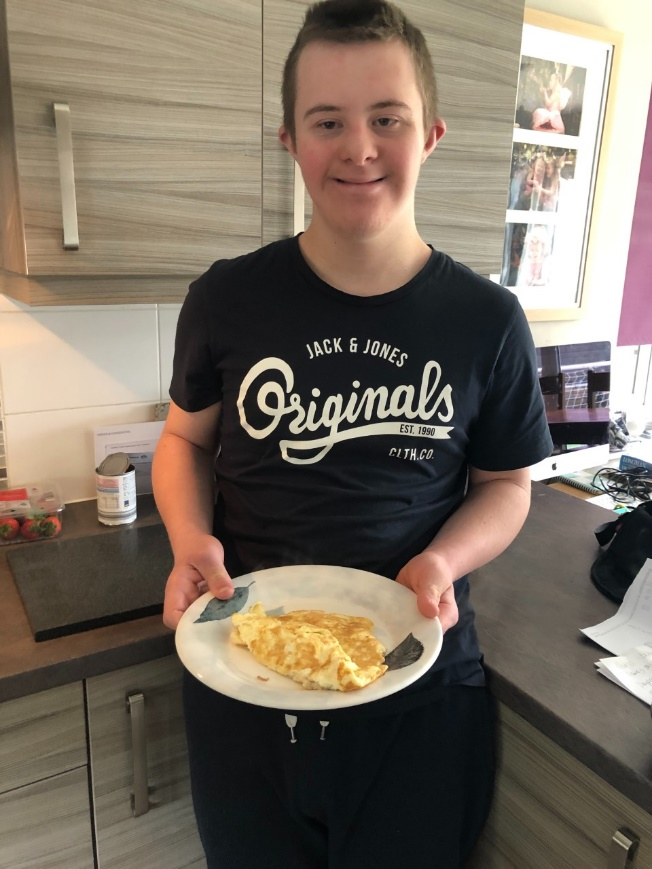 JACK & JONES
Originals
EST. 1990
CLTH.CO.